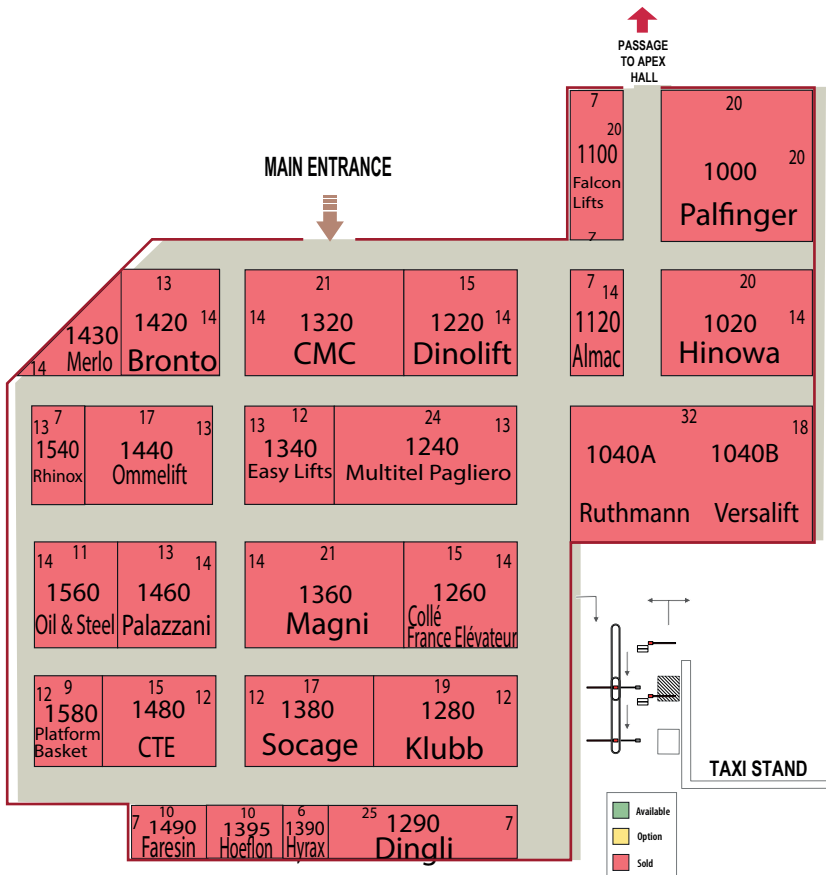 PASSAGE
TO APEX
HALL
MAIN ENTRANCE
7
20
1100
Falcon
Lifts
7
20
20
1000
Palfinger
14
1430
Merlo
13
14
1420
Bronto
21
14
1320
CMC
15
14
1220
Dinolift
7
14
1120
Almac
20
14
1020
Hinowa
7
13
1540
Rhinox
17
13
1440
Ommelift
12
13
1340
Easy Lifts
24
13
1240
Multitel Pagliero
32
18
1040A
1040B
Ruthmann
Versalift
11
14
1560
Oil & Steel
13
14
1460
Palazzani
21
14
1360
Magni
15
14
1260
Collé
France Elévateur
9
12
1580
Platform
Basket
15
12
1480
CTE
17
12
1380
Socage
19
12
1280
Klubb
10
7
1490
Faresin
10
1395
Hoeflon
6
1390
Hyrax
25
7
1290
Dingli
TAXI STAND
Available
Option
Sold